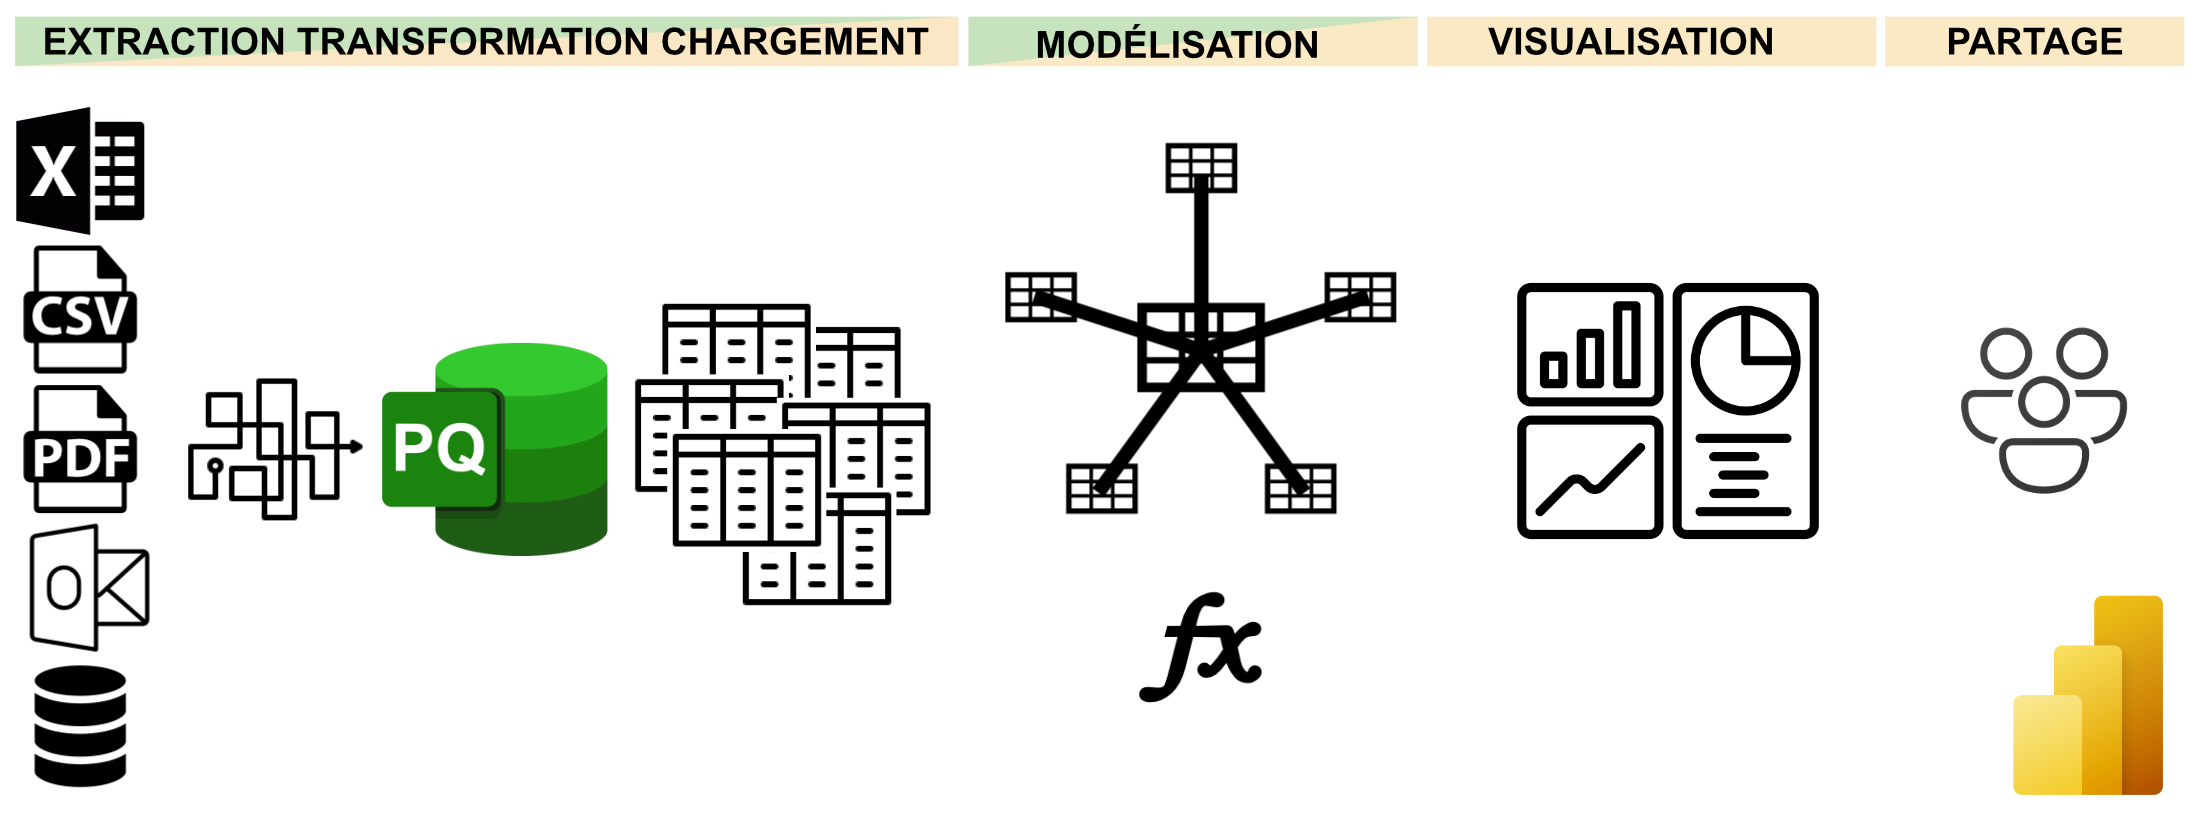 EXTRACTION TRANSFORMATION CHARGEMENT
MODÉLISATION
VISUALISATION
PARTAGE
X
CSV
PDF
O
PQ
fx